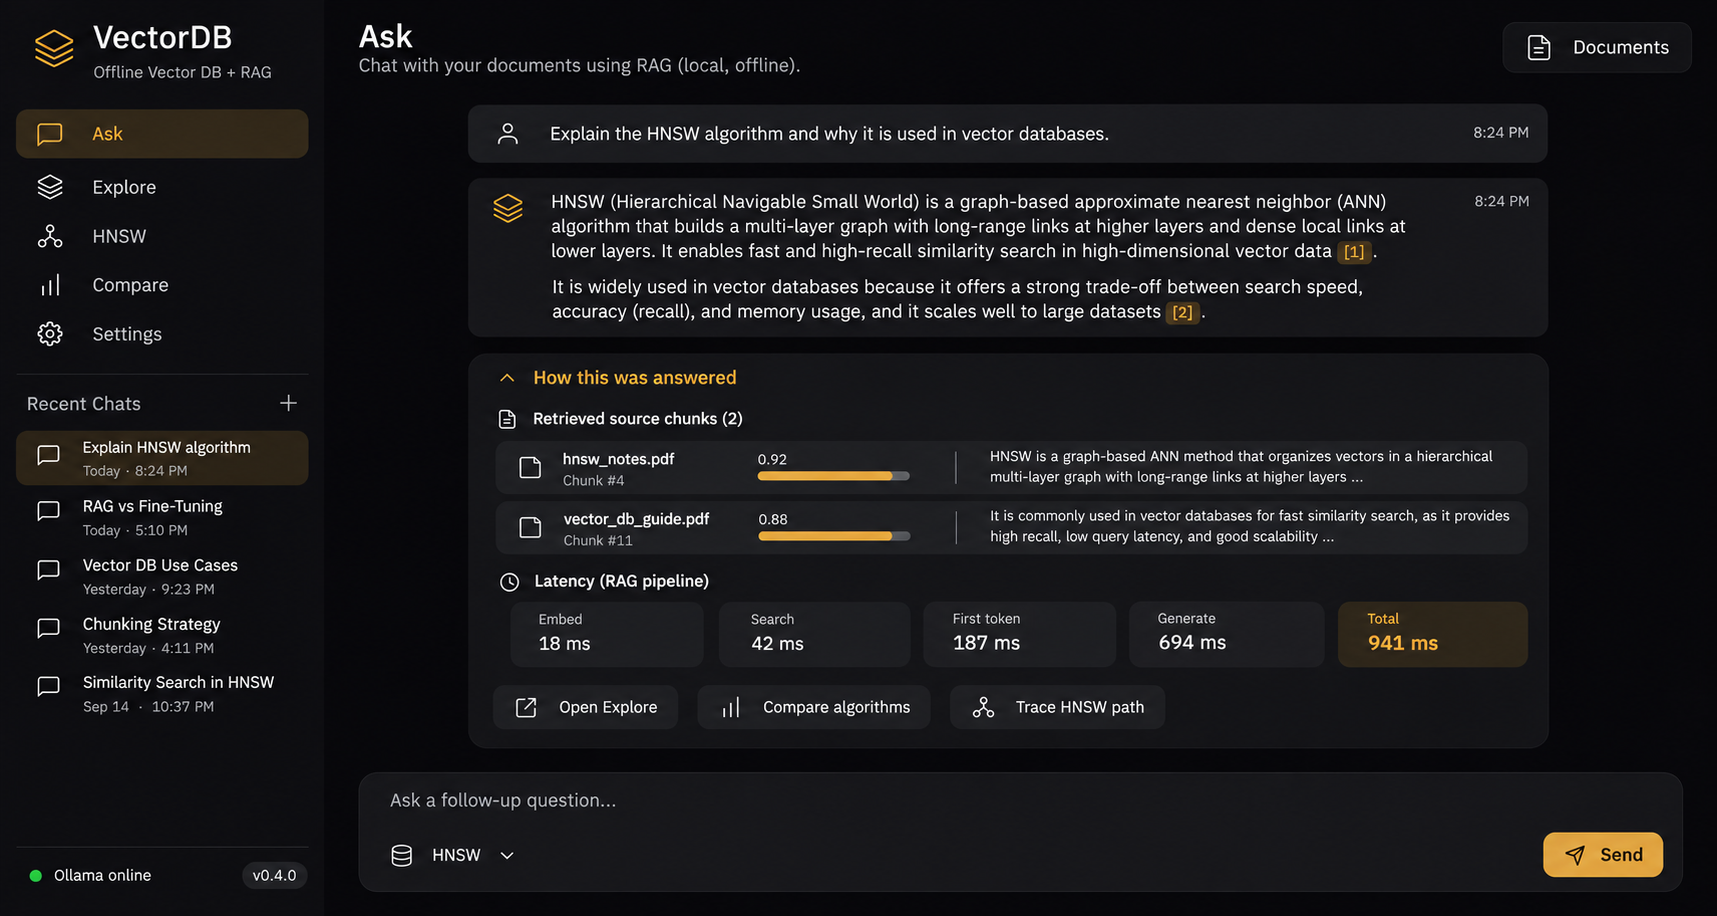 VectorDB
Offline Vector DB + RAG
Ask
Explore
HNSW
Compare
Settings
Recent Chats
Explain HNSW algorithm
Today · 8:24 PM
RAG vs Fine-Tuning
Today · 5:10 PM
Vector DB Use Cases
Yesterday · 9:23 PM
Chunking Strategy
Yesterday · 4:11 PM
Similarity Search in HNSW
Sep 14 · 10:37 PM
Ollama online
v0.4.0
Ask
Chat with your documents using RAG (local, offline).
Documents
Explain the HNSW algorithm and why it is used in vector databases.
8:24 PM
HNSW (Hierarchical Navigable Small World) is a graph-based approximate nearest neighbor (ANN)
8:24 PM
algorithm that builds a multi-layer graph with long-range links at higher layers and dense local links at
lower layers. It enables fast and high-recall similarity search in high-dimensional vector data [1].
It is widely used in vector databases because it offers a strong trade-off between search speed,
accuracy (recall), and memory usage, and it scales well to large datasets [2].
How this was answered
Retrieved source chunks (2)
hnsw_notes.pdf
Chunk #4
0.92
HNSW is a graph-based ANN method that organizes vectors in a hierarchical
multi-layer graph with long-range links at higher layers ...
vector_db_guide.pdf
Chunk #11
0.88
It is commonly used in vector databases for fast similarity search, as it provides
high recall, low query latency, and good scalability ...
Latency (RAG pipeline)
Embed
18 ms
Search
42 ms
First token
187 ms
Generate
694 ms
Total
941 ms
Open Explore
Compare algorithms
Trace HNSW path
Ask a follow-up question...
HNSW
Send